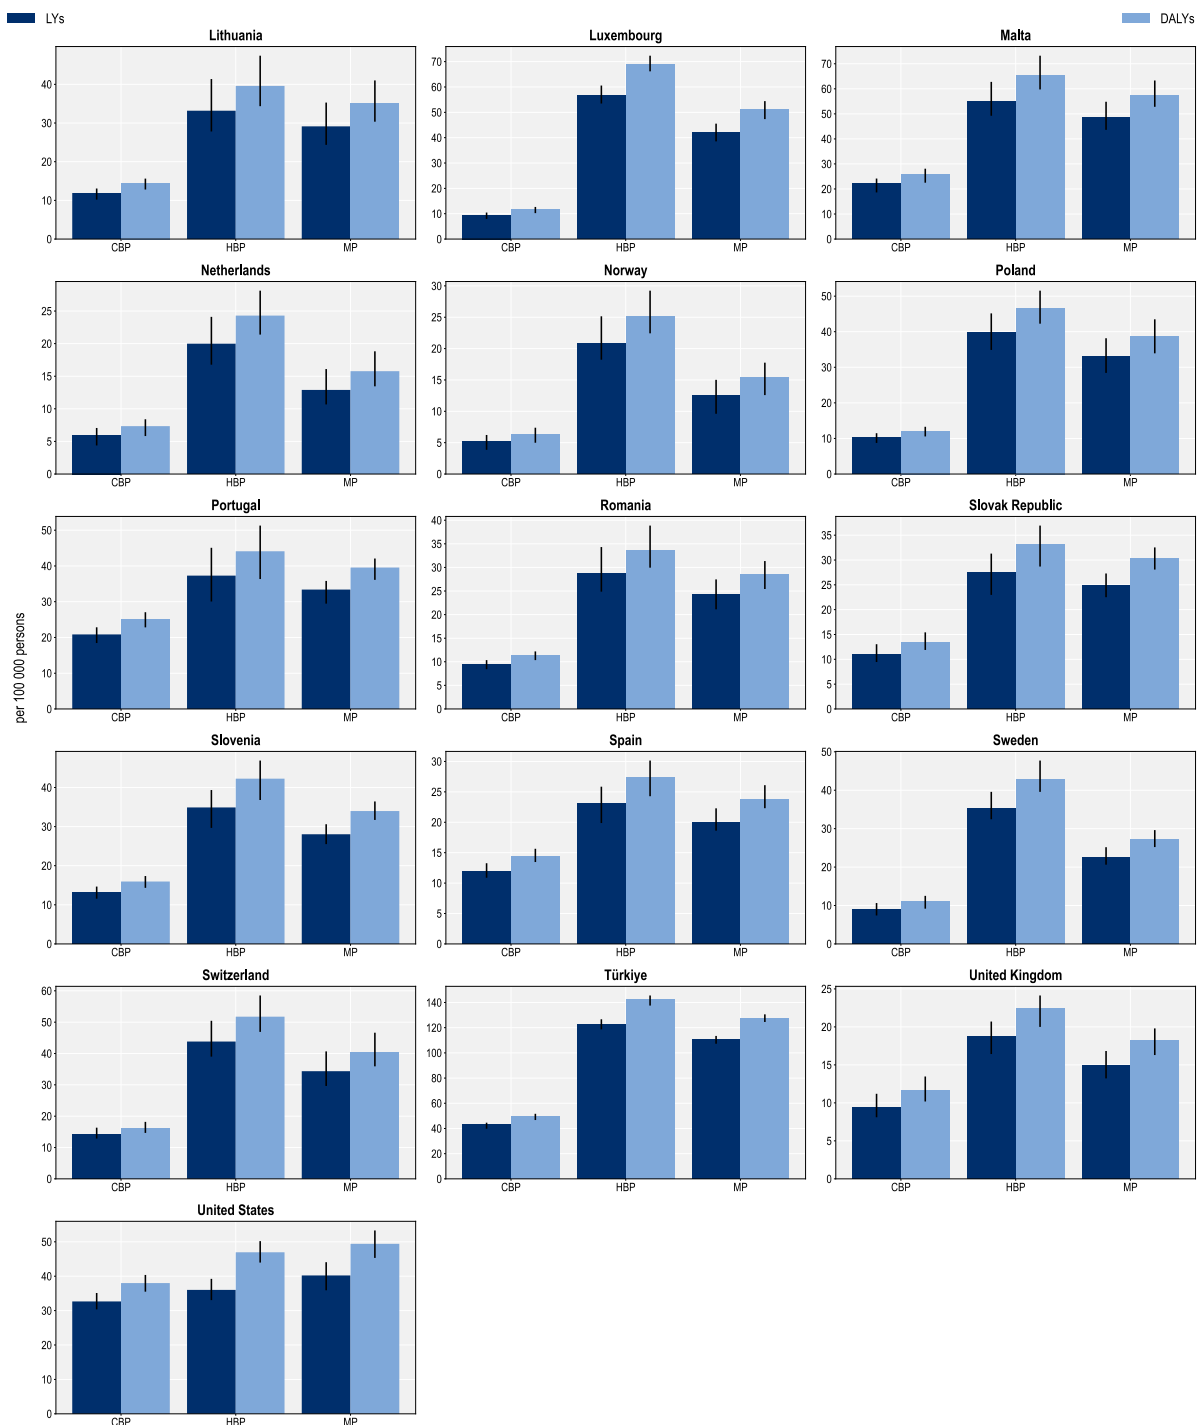 LYs
DALYs
Lithuania
Luxembourg
Malta
40
30
20
10
0
CBP
HBP
MP
70
60
50
40
30
20
10
0
CBP
HBP
MP
70
60
50
40
30
20
10
0
CBP
HBP
MP
Netherlands
Norway
Poland
25
20
15
10
5
0
CBP
HBP
MP
30
25
20
15
10
5
0
CBP
HBP
MP
50
40
30
20
10
0
CBP
HBP
MP
per 100 000 persons
Portugal
Romania
Slovak Republic
50
40
30
20
10
0
CBP
HBP
MP
40
35
30
25
20
15
10
5
0
CBP
HBP
MP
35
30
25
20
15
10
5
0
CBP
HBP
MP
Slovenia
Spain
Sweden
40
30
20
10
0
CBP
HBP
MP
30
25
20
15
10
5
0
CBP
HBP
MP
50
40
30
20
10
0
CBP
HBP
MP
Switzerland
Türkiye
United Kingdom
60
50
40
30
20
10
0
CBP
HBP
MP
140
120
100
80
60
40
20
0
CBP
HBP
MP
25
20
15
10
5
0
CBP
HBP
MP
United States
50
40
30
20
10
0
CBP
HBP
MP